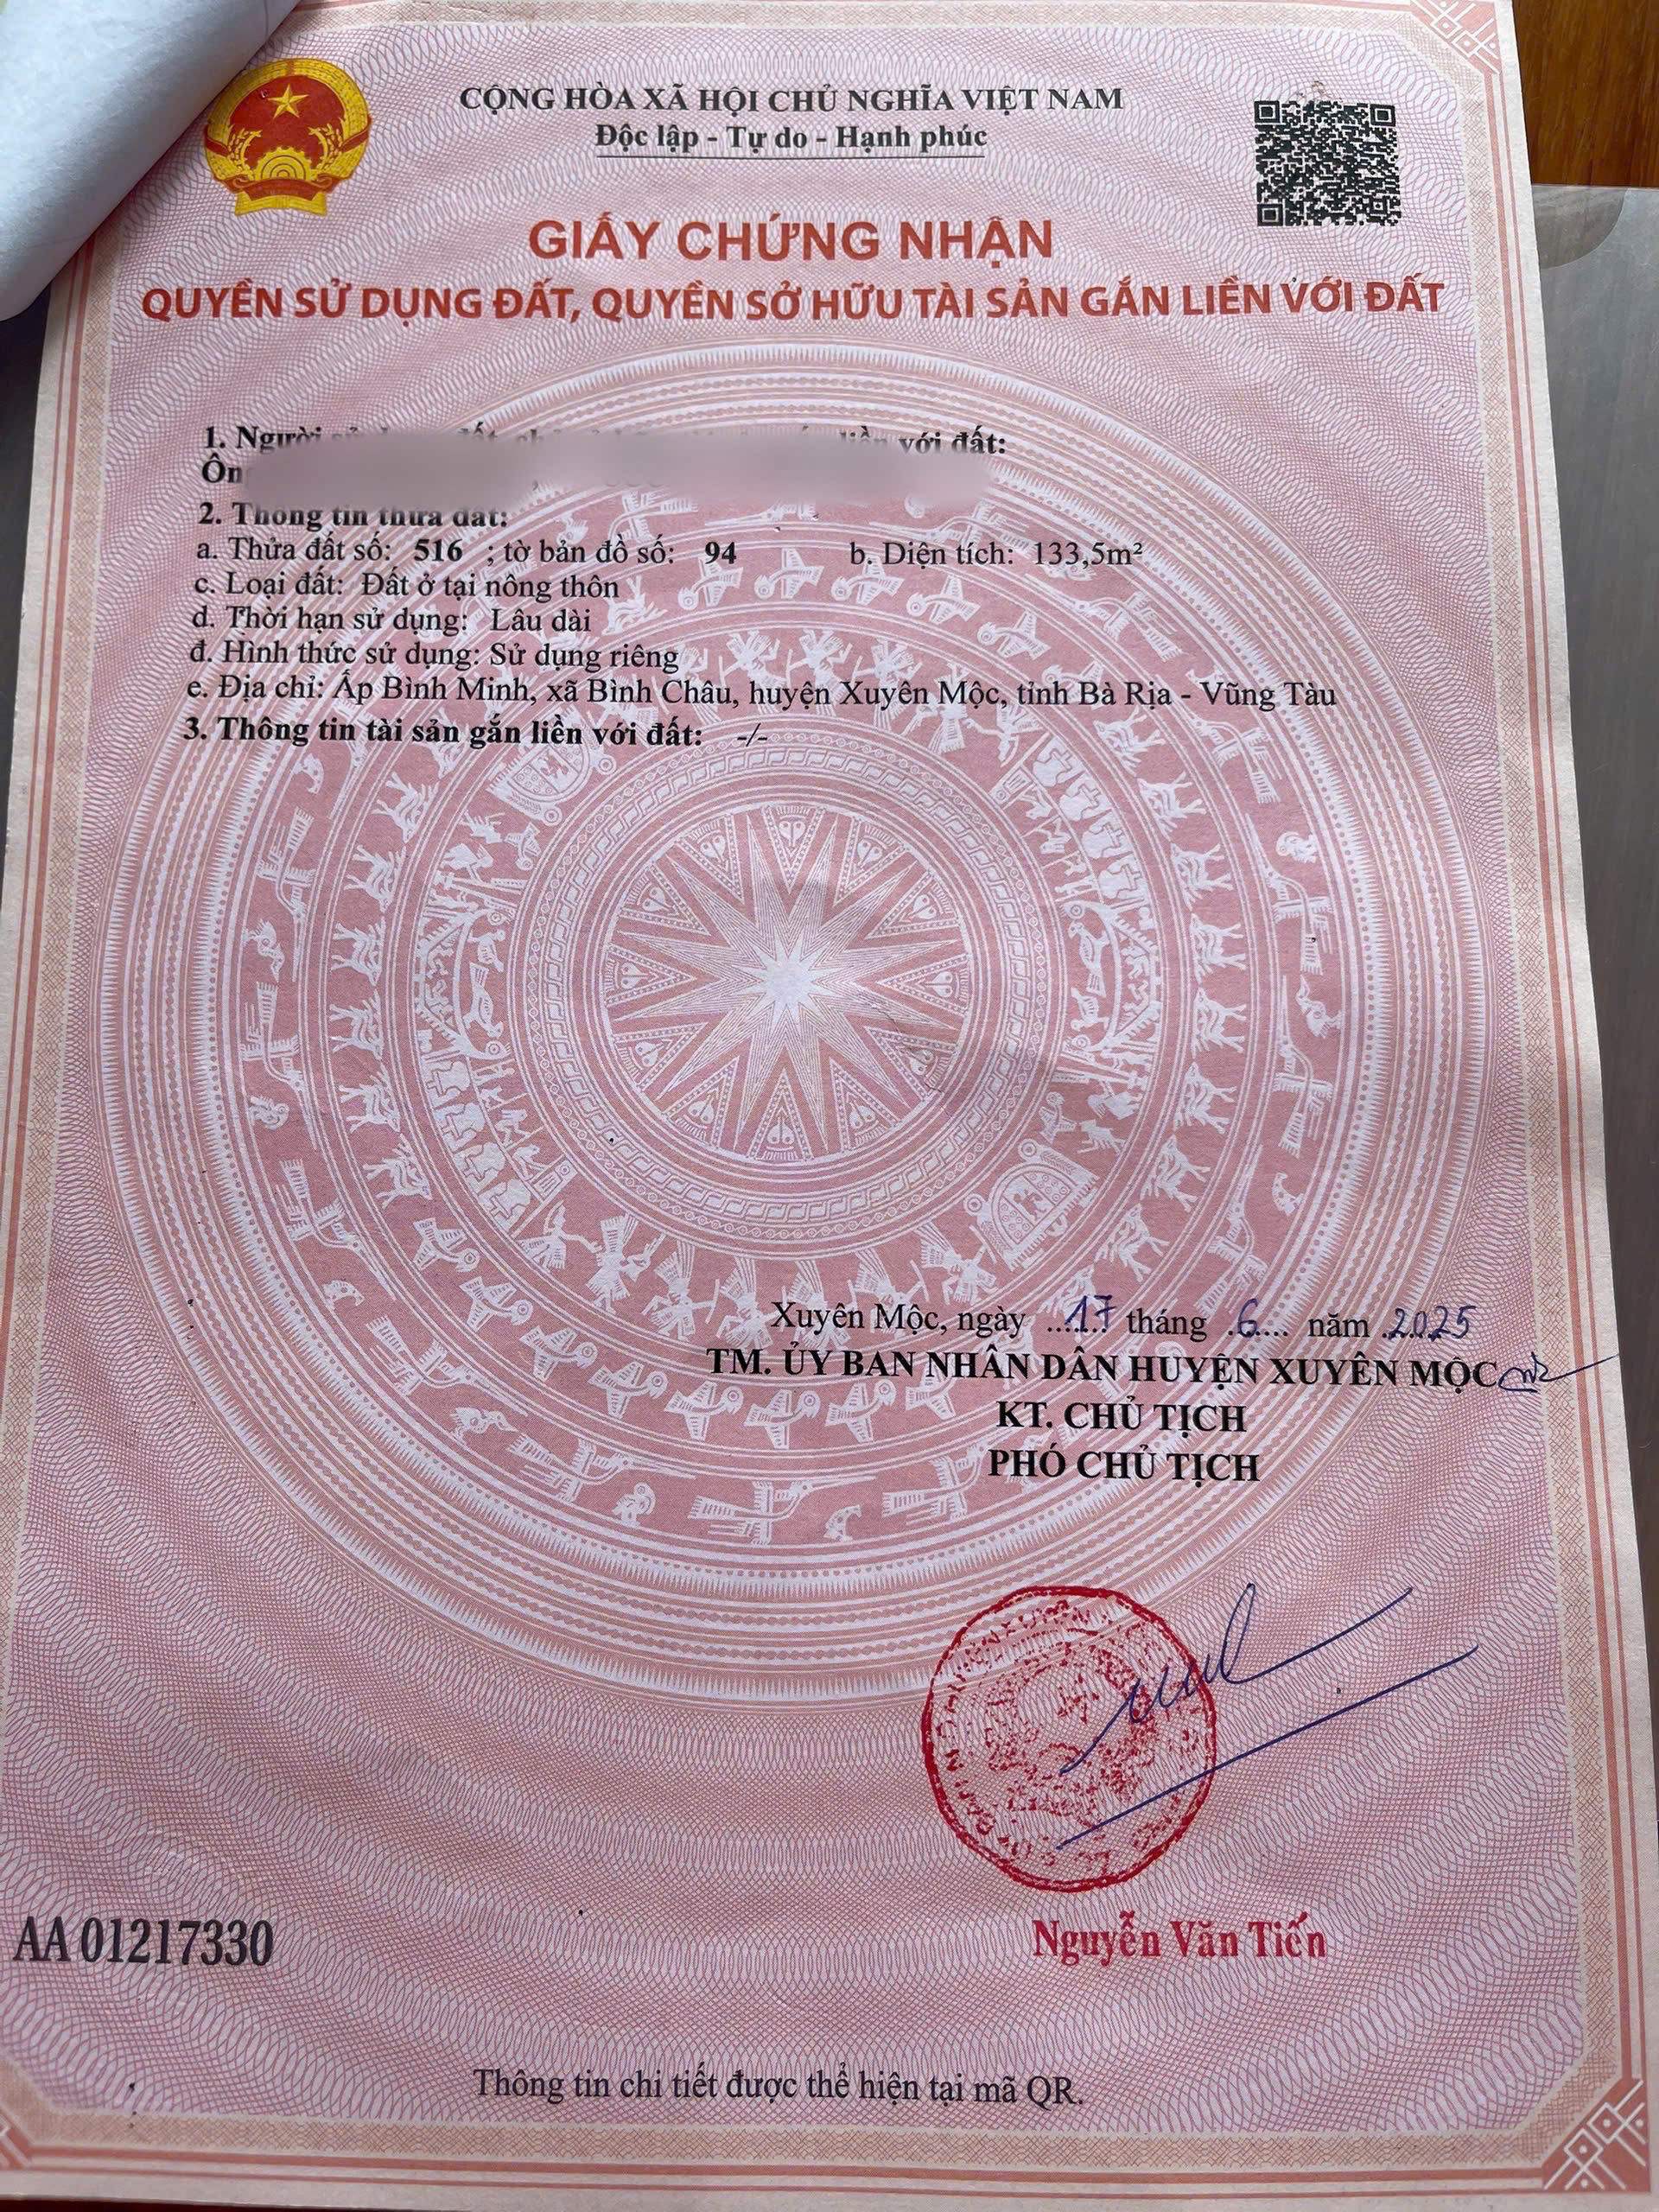 CỘNG HÒA XÃ HỘI CHỦ NGHĨA VIỆT NAM
Độc lập - Tự do - Hạnh phúc
GIẤY CHỨNG NHẬN
QUYỀN SỬ DỤNG ĐẤT, QUYỀN SỞ HỮU TÀI SẢN GẮN LIỀN VỚI ĐẤT
1. Người với đất:
Ôn
2. Thông tin thửa đất:
a. Thửa đất số: 516 ; tờ bản đồ số: 94 b. Diện tích: 133,5m²
c. Loại đất: Đất ở tại nông thôn
d. Thời hạn sử dụng: Lâu dài
đ. Hình thức sử dụng: Sử dụng riêng
e. Địa chỉ: Ấp Bình Minh, xã Bình Châu, huyện Xuyên Mộc, tỉnh Bà Rịa - Vũng Tàu
3. Thông tin tài sản gắn liền với đất: -/-
Xuyên Mộc, ngày ..17 tháng .6.... năm .2025
TM. ỦY BAN NHÂN DÂN HUYỆN XUYÊN MỘC
KT. CHỦ TỊCH
PHÓ CHỦ TỊCH
Nguyễn Văn Tiến
AA 01217330
Thông tin chi tiết được thể hiện tại mã QR.